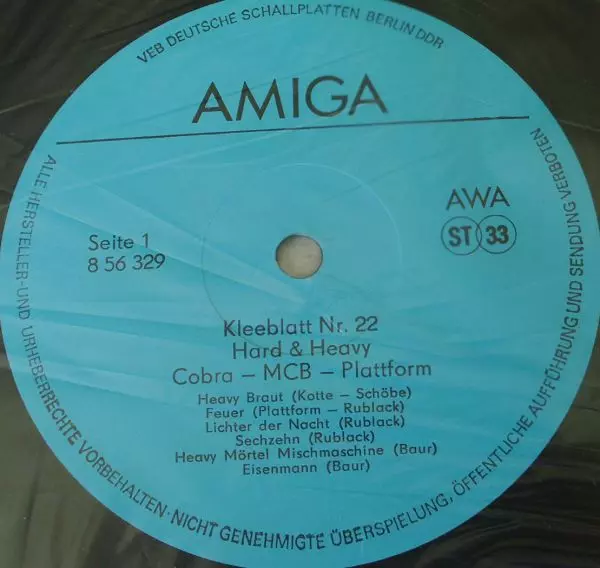 VEB DEUTSCHE SCHALLPLATTEN BERLIN DDR
AMIGA
AWA
ST 33
Seite 1
8 56 329
Kleeblatt Nr. 22
Hard & Heavy
Cobra – MCB – Plattform
Heavy Braut (Kotte – Schöbe)
Feuer (Plattform – Rublack)
Lichter der Nacht (Rublack)
Sechzehn (Rublack)
Heavy Mörtel Mischmaschine (Baur)
Eisenmann (Baur)
ALLE HERSTELLER- UND URHEBERRECHTE VORBEHALTEN · NICHT GENEHMIGTE ÜBERSPIELUNG, ÖFFENTLICHE AUFFÜHRUNG UND SENDUNG VERBOTEN